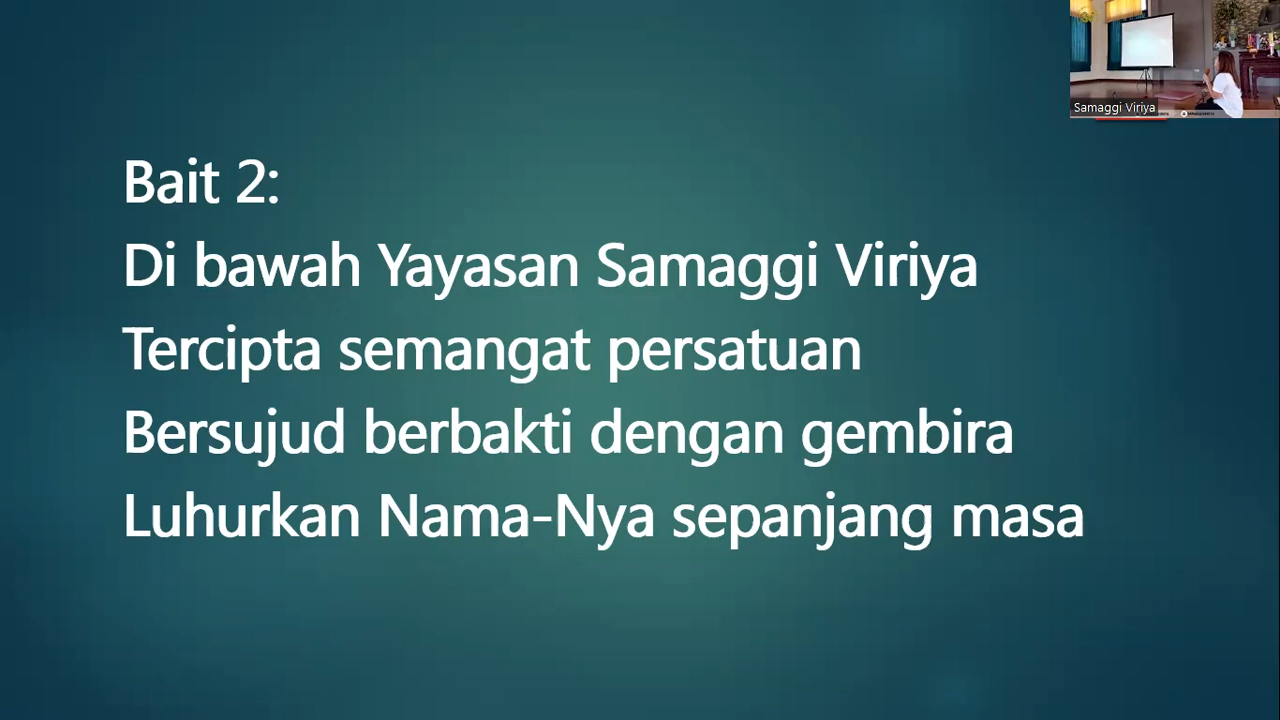 Samaggi Viriya
Bait 2:
Di bawah Yayasan Samaggi Viriya
Tercipta semangat persatuan
Bersujud berbakti dengan gembira
Luhurkan Nama-Nya sepanjang masa